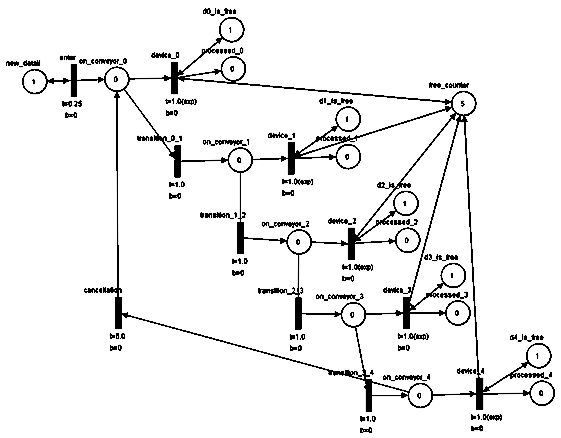 d0_is_free
1
enter
on_conveyor_0
device_0
processed_0
new_detail
1
0
0
free_counter
5
t=0.25
b=0
t=1.0(exp)
b=0
d1_is_free
1
transition_0_1
on_conveyor_1
device_1
processed_1
0
0
t=1.0
b=0
t=1.0(exp)
b=0
d2_is_free
1
transition_1_2
on_conveyor_2
device_2
processed_2
0
0
t=1.0
b=0
t=1.0(exp)
b=0
d3_is_free
1
cancellation
transition_2_3
on_conveyor_3
device_3
processed_3
0
0
b=0
t=1.0
b=0
t=1.0(exp)
b=0
d4_is_free
1
transition_3_4
on_conveyor_4
device_4
processed_4
0
0
t=1.0
b=0
t=1.0(exp)
b=0